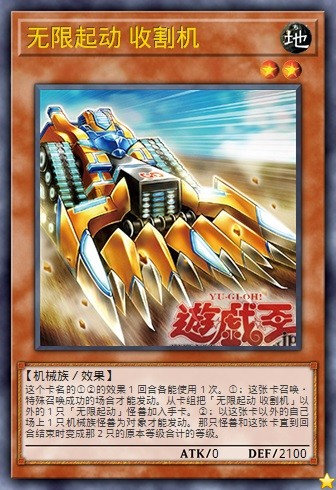 无限起动 收割机
地
YU-GI-OH!
遊戯王
jp
【机械族／效果】
这个卡名的①②的效果1回合各能使用1次。①：这张卡召唤·
特殊召唤成功的场合才能发动。从卡组把「无限起动 收割机」以
外的1只「无限起动」怪兽加入手卡。②：以这张卡以外的自己
场上1只机械族怪兽为对象才能发动。那只怪兽和这张卡直到回
合结束时变成那2只的原本等级合计的等级。
ATK/0 DEF/2100